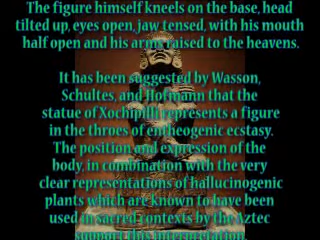 The figure himself kneels on the base, head
tilted up, eyes open, jaw tensed, with his mouth
half open and his arms raised to the heavens.
It has been suggested by Wasson,
Schultes, and Hofmann that the
statue of Xochipilli represents a figure
in the throes of entheogenic ecstasy.
The position and expression of the
body, in combination with the very
clear representations of hallucinogenic
plants which are known to have been
used in sacred contexts by the Aztec
support this interpretation